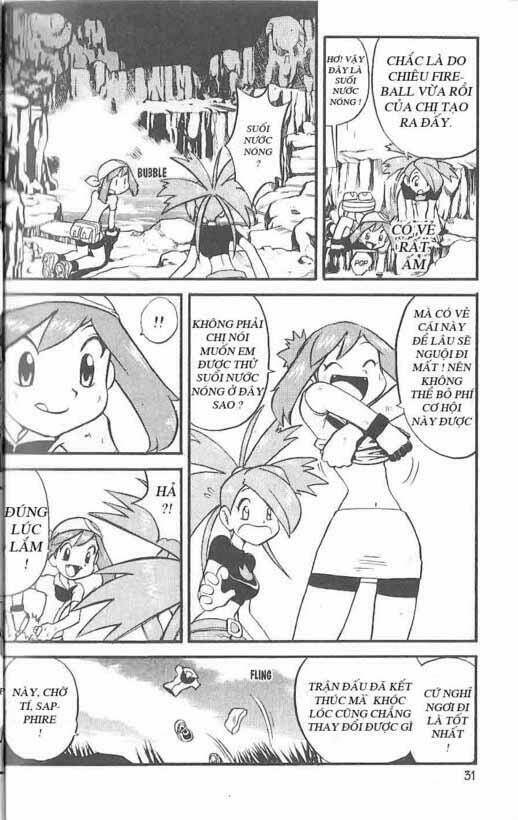 CHẮC LÀ DO
CHIÊU FIRE-
BALL VỪA RỒI
CỦA CHỊ TẠO
RA ĐẤY.
HƠ! VẬY
ĐÂY LÀ
SUỐI
NƯỚC
NÓNG !
CÓ VẺ
RẤT
ẤM
POP
SUỐI
NƯỚC
NÓNG
?
BUBBLE
MÀ CÓ VẺ
CÁI NÀY
ĐỂ LÂU SẼ
NGUỘI ĐI
MẤT ! NÊN
KHÔNG
THỂ BỎ PHÍ
CƠ HỘI
NÀY ĐƯỢC
KHÔNG PHẢI
CHỊ NÓI
MUỐN EM
ĐƯỢC THỬ
SUỐI NƯỚC
NÓNG Ở ĐÂY
SAO ?
!!
HẢ
?!
ĐÚNG
LÚC
LẮM
!
CỨ NGHỈ
NGƠI ĐI
LÀ TỐT
NHẤT
!
TRẬN ĐẤU ĐÃ KẾT
THÚC MÀ KHÓC
LÓC CŨNG CHẲNG
THAY ĐỔI ĐƯỢC GÌ
FLING
NÀY, CHỜ
TÍ, SAP-
PHIRE
!
31